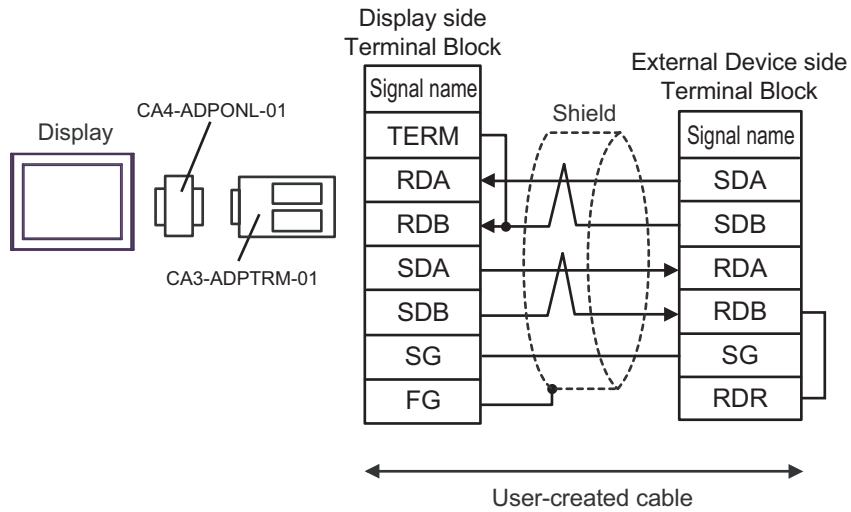 Display side
Terminal Block
External Device side
Terminal Block
Signal name
CA4-ADPONL-01
Shield
Display
TERM
Signal name
RDA
SDA
RDB
SDB
CA3-ADPTRM-01
SDA
RDA
SDB
RDB
SG
SG
FG
RDR
User-created cable